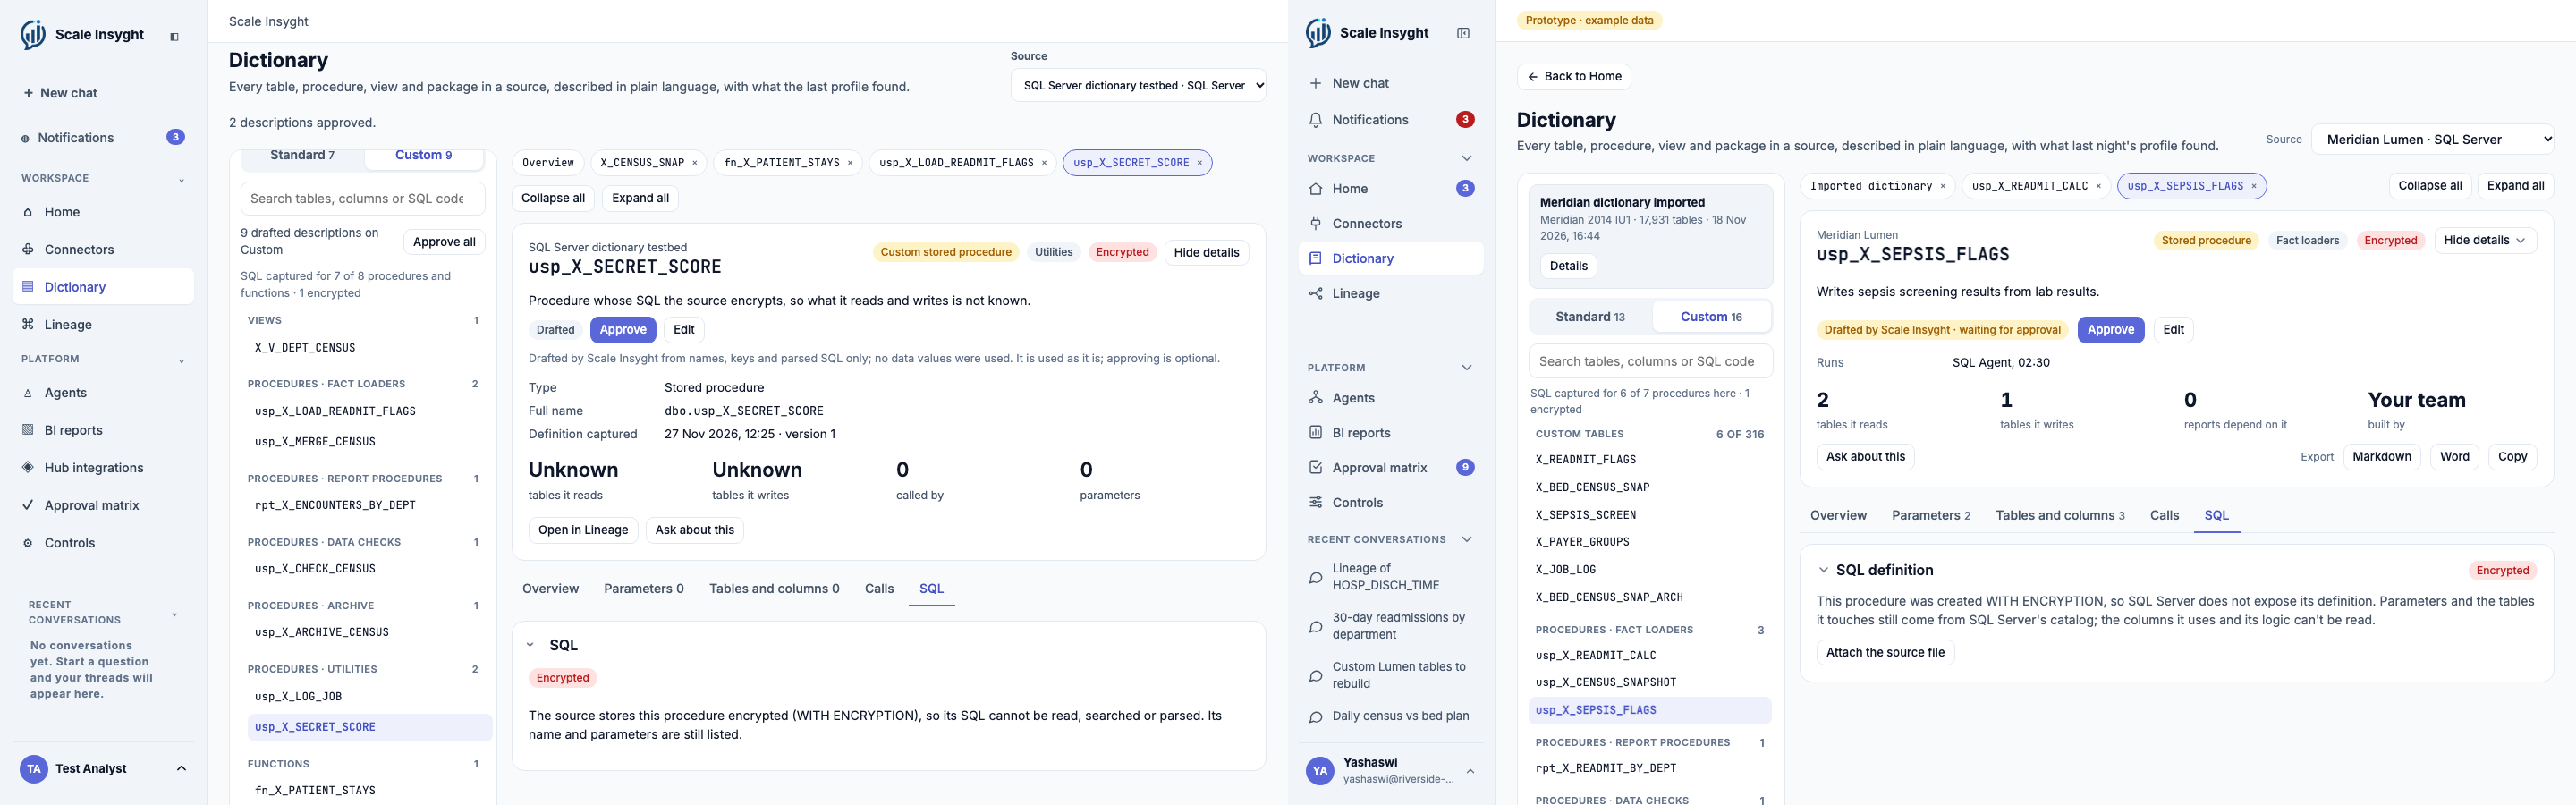 Scale Insyght
New chat
Notifications 3
WORKSPACE
Home
Connectors
Dictionary
Lineage
PLATFORM
Agents
BI reports
Hub integrations
Approval matrix
Controls
RECENT
CONVERSATIONS
No conversations
yet. Start a question
and your threads will
appear here.
TA Test Analyst
Scale Insyght
Dictionary
Every table, procedure, view and package in a source, described in plain language, with what the last profile found.
Source
SQL Server dictionary testbed · SQL Server
2 descriptions approved.
Standard 7 Custom 9
Search tables, columns or SQL code
9 drafted descriptions on
Custom
Approve all
SQL captured for 7 of 8 procedures and
functions · 1 encrypted
VIEWS 1
X_V_DEPT_CENSUS
PROCEDURES · FACT LOADERS 2
usp_X_LOAD_READMIT_FLAGS
usp_X_MERGE_CENSUS
PROCEDURES · REPORT PROCEDURES 1
rpt_X_ENCOUNTERS_BY_DEPT
PROCEDURES · DATA CHECKS 1
usp_X_CHECK_CENSUS
PROCEDURES · ARCHIVE 1
usp_X_ARCHIVE_CENSUS
PROCEDURES · UTILITIES 2
usp_X_LOG_JOB
usp_X_SECRET_SCORE
FUNCTIONS 1
fn_X_PATIENT_STAYS
Overview X_CENSUS_SNAP × fn_X_PATIENT_STAYS × usp_X_LOAD_READMIT_FLAGS × usp_X_SECRET_SCORE ×
Collapse all Expand all
SQL Server dictionary testbed
usp_X_SECRET_SCORE
Custom stored procedure Utilities Encrypted Hide details
Procedure whose SQL the source encrypts, so what it reads and writes is not known.
Drafted Approve Edit
Drafted by Scale Insyght from names, keys and parsed SQL only; no data values were used. It is used as it is; approving is optional.
Type Stored procedure
Full name dbo.usp_X_SECRET_SCORE
Definition captured 27 Nov 2026, 12:25 · version 1
Unknown Unknown 0 0
tables it reads tables it writes called by parameters
Open in Lineage Ask about this
Overview Parameters 0 Tables and columns 0 Calls SQL
SQL
Encrypted
The source stores this procedure encrypted (WITH ENCRYPTION), so its SQL cannot be read, searched or parsed. Its
name and parameters are still listed.
Scale Insyght
New chat
Notifications 3
WORKSPACE
Home 3
Connectors
Dictionary
Lineage
PLATFORM
Agents
BI reports
Approval matrix 9
Controls
RECENT CONVERSATIONS
Lineage of
HOSP_DISCH_TIME
30-day readmissions by
department
Custom Lumen tables to
rebuild
Daily census vs bed plan
YA Yashaswi
yashaswi@riverside-...
Prototype · example data
← Back to Home
Dictionary
Every table, procedure, view and package in a source, described in plain language, with what last night's profile found.
Source Meridian Lumen · SQL Server
Meridian dictionary imported
Meridian 2014 IU1 · 17,931 tables · 18 Nov
2026, 16:44
Details
Standard 13 Custom 16
Search tables, columns or SQL code
SQL captured for 6 of 7 procedures here · 1
encrypted
CUSTOM TABLES 6 OF 316
X_READMIT_FLAGS
X_BED_CENSUS_SNAP
X_SEPSIS_SCREEN
X_PAYER_GROUPS
X_JOB_LOG
X_BED_CENSUS_SNAP_ARCH
PROCEDURES · FACT LOADERS 3
usp_X_READMIT_CALC
usp_X_CENSUS_SNAPSHOT
usp_X_SEPSIS_FLAGS
PROCEDURES · REPORT PROCEDURES 1
rpt_X_READMIT_BY_DEPT
PROCEDURES · DATA CHECKS 1
Imported dictionary × usp_X_READMIT_CALC × usp_X_SEPSIS_FLAGS ×
Collapse all Expand all
Meridian Lumen
usp_X_SEPSIS_FLAGS
Stored procedure Fact loaders Encrypted Hide details
Writes sepsis screening results from lab results.
Drafted by Scale Insyght · waiting for approval Approve Edit
Runs SQL Agent, 02:30
2 1 0 Your team
tables it reads tables it writes reports depend on it built by
Ask about this
Export Markdown Word Copy
Overview Parameters 2 Tables and columns 3 Calls SQL
SQL definition Encrypted
This procedure was created WITH ENCRYPTION, so SQL Server does not expose its definition. Parameters and the tables
it touches still come from SQL Server's catalog; the columns it uses and its logic can't be read.
Attach the source file